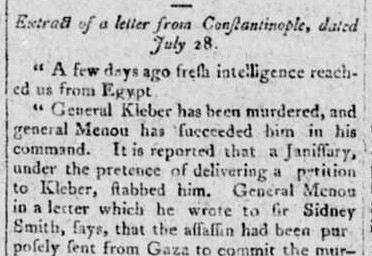 Extract of a letter from Conſtantinople, dated
July 28.
" A few days ago freſh intelligence reach-
ed us from Egypt
" General Kleber has been murdered, and
general Menou has ſucceeded him in his
command. It is reported that a Janiſſary,
under the pretence of delivering a petition
to Kleber, ſtabbed him. General Menou
in a letter which he wrote to ſir Sidney
Smith, ſays, that the aſſaſſin had been pur
poſely ſent from Gaza to commit the mur-